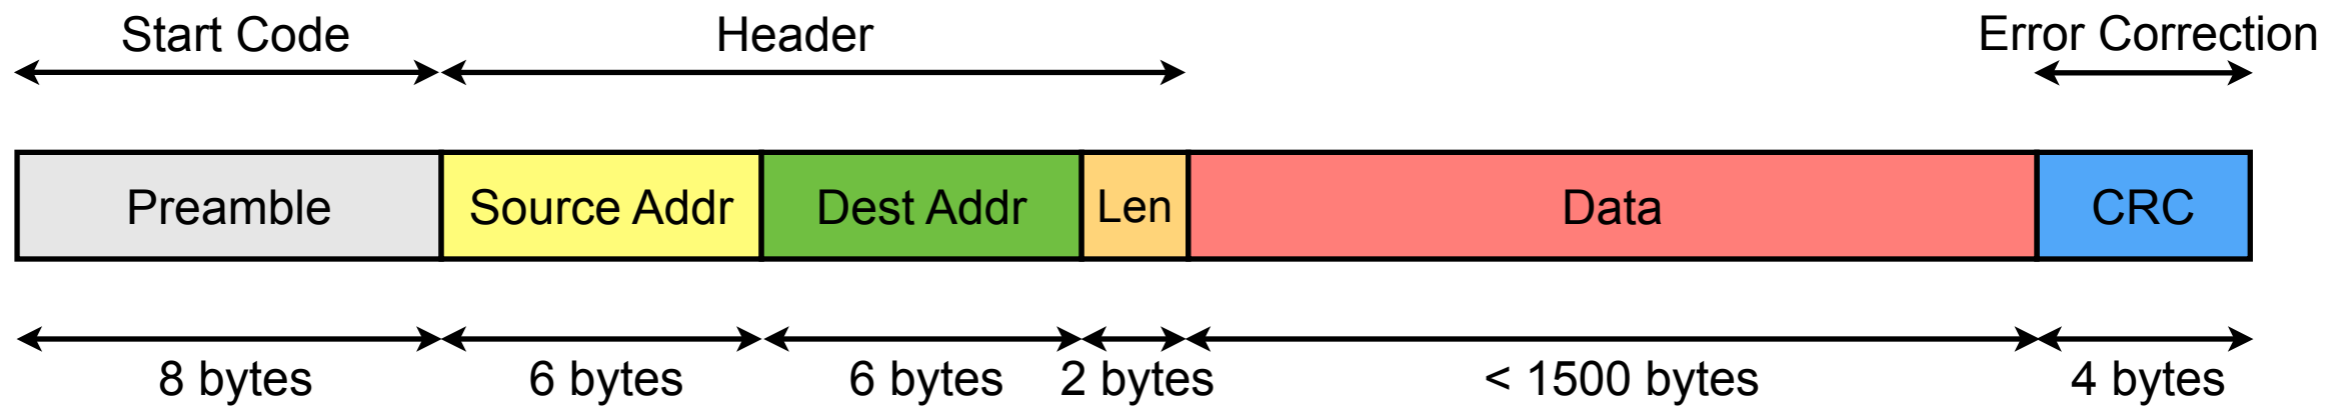 Start Code Header Error Correction
Preamble Source Addr Dest Addr Len Data CRC
8 bytes 6 bytes 6 bytes 2 bytes < 1500 bytes 4 bytes